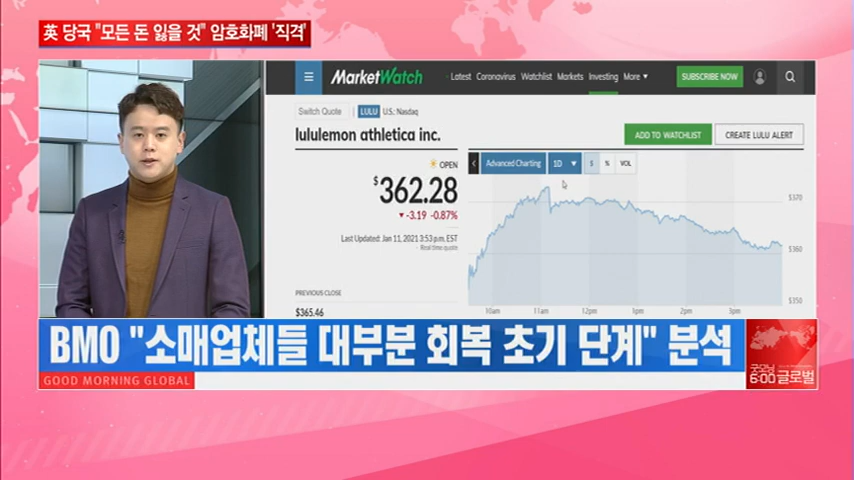 英 당국 "모든 돈 잃을 것" 암호화폐 '직격'
MarketWatch
Latest Coronavirus Watchlist Markets Investing More
SUBSCRIBE NOW
Switch Quote
LULU U.S.: Nasdaq
lululemon athletica inc.
ADD TO WATCHLIST
CREATE LULU ALERT
OPEN
$362.28
-3.19 -0.87%
Last Updated: Jan 11, 2021 3:53 p.m. EST
Real time quote
PREVIOUS CLOSE
$365.46
Advanced Charting 1D $ % VOL
$370
$360
$350
10am 11am 12pm 1pm 2pm 3pm
BMO "소매업체들 대부분 회복 초기 단계" 분석
GOOD MORNING GLOBAL
굿모닝
6:00 글로벌